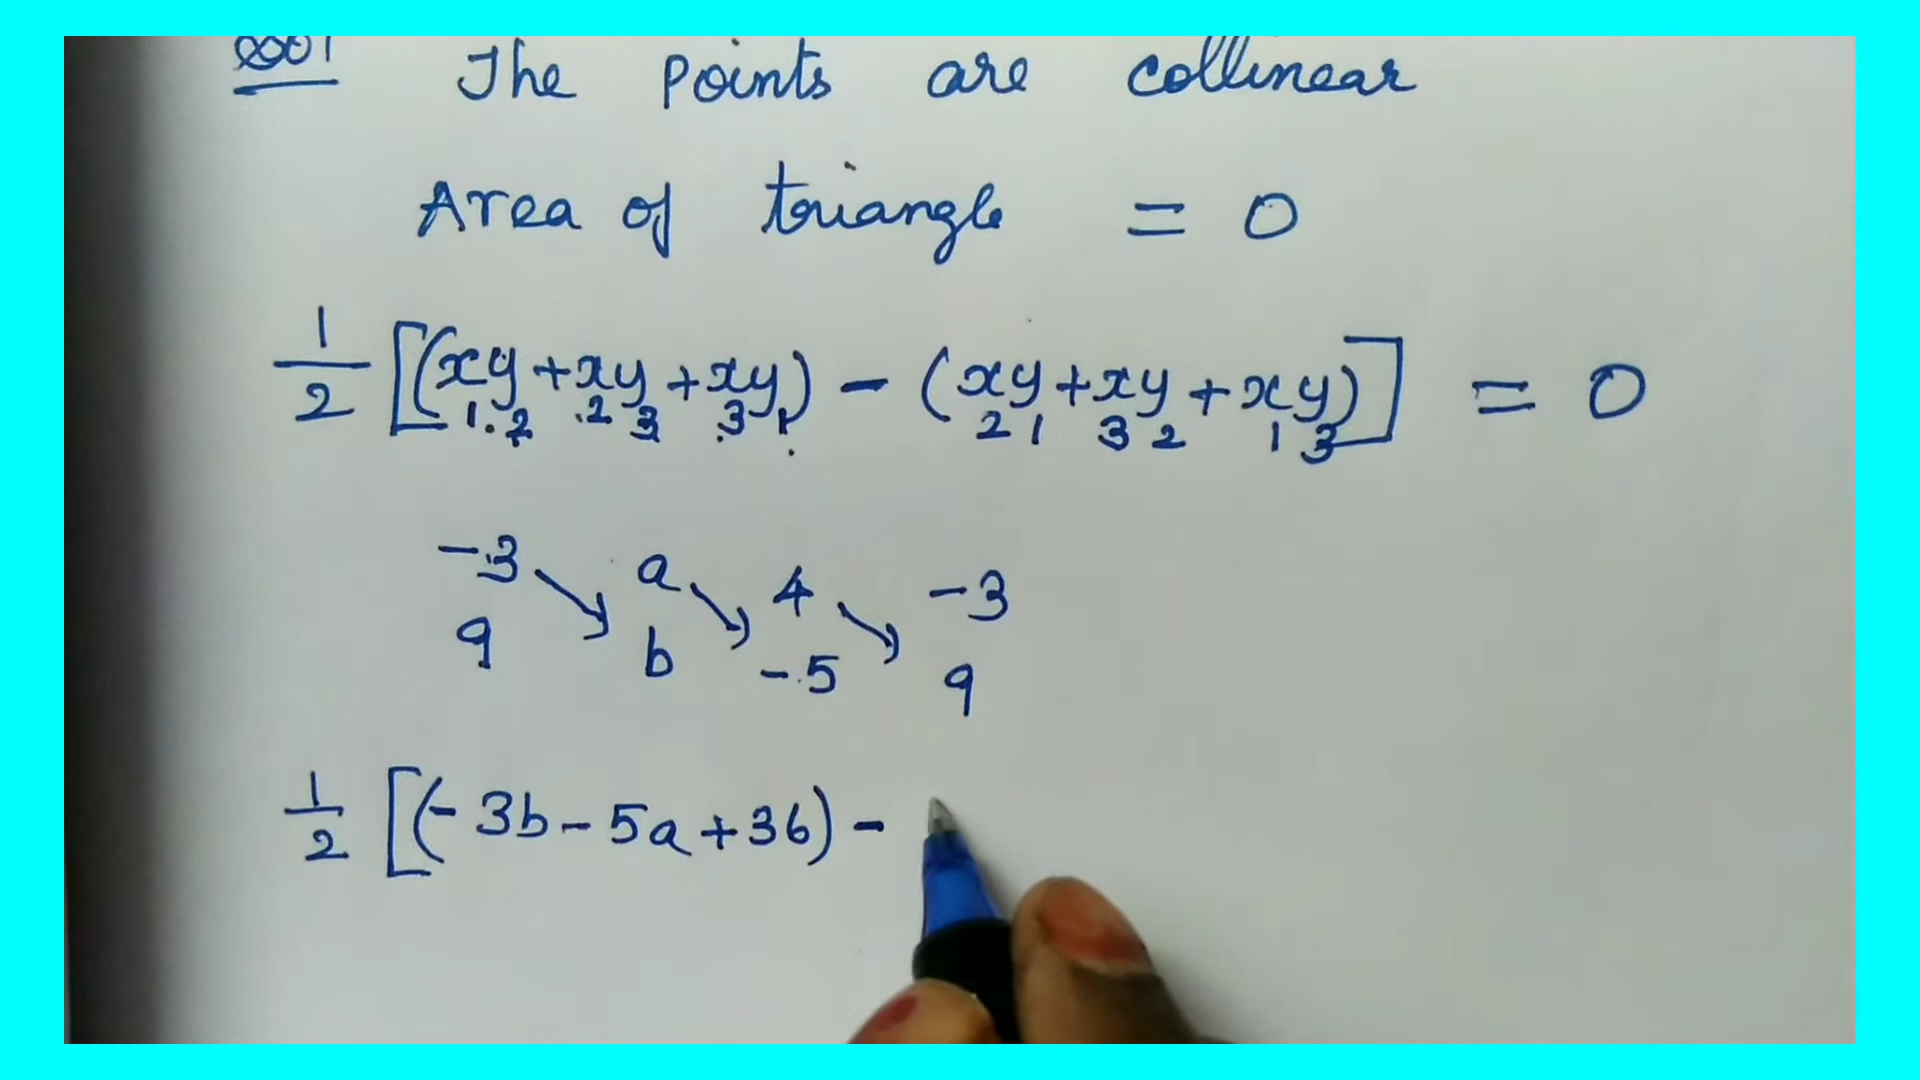 Sol
The Points are collinear
Area of triangle = 0
1/2 [(x₁y₂+x₂y₃+x₃y₁) - (x₂y₁+x₃y₂+x₁y₃)] = 0
-3 a 4 -3
9 b -5 9
1/2 [(-3b-5a+36) -